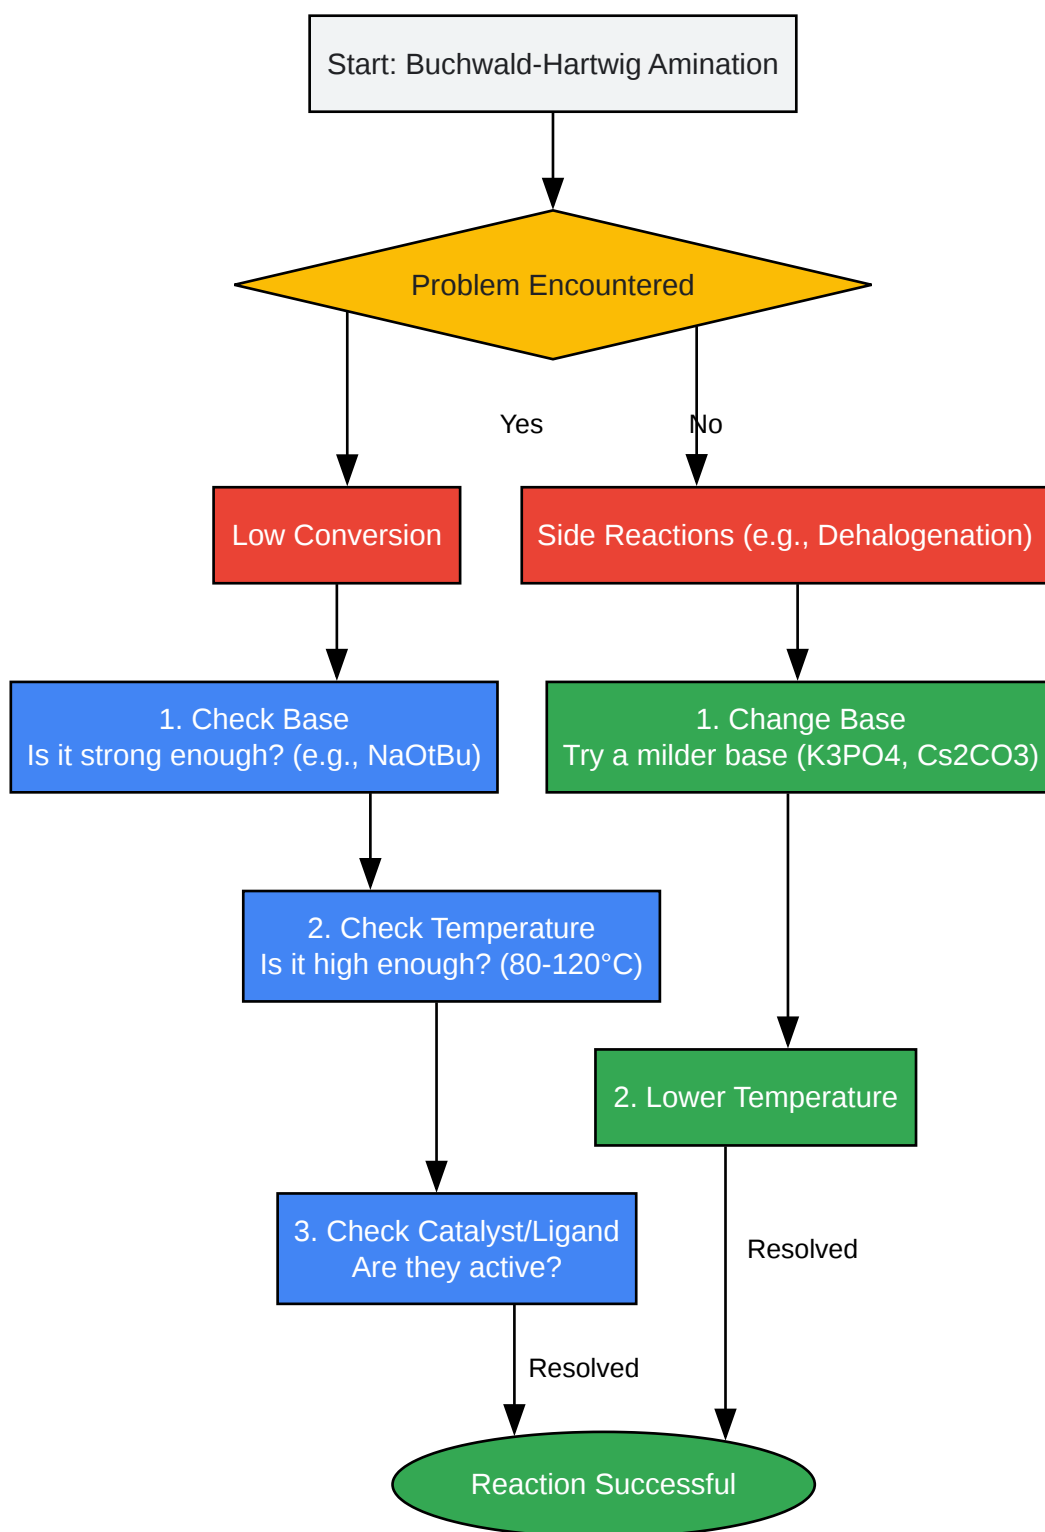 Start: Buchwald-Hartwig Amination
Problem Encountered
Yes
No
Low Conversion
Side Reactions (e.g., Dehalogenation)
1. Check Base
Is it strong enough? (e.g., NaOtBu)
1. Change Base
Try a milder base (K3PO4, Cs2CO3)
2. Check Temperature
Is it high enough? (80-120°C)
2. Lower Temperature
3. Check Catalyst/Ligand
Are they active?
Resolved
Resolved
Reaction Successful